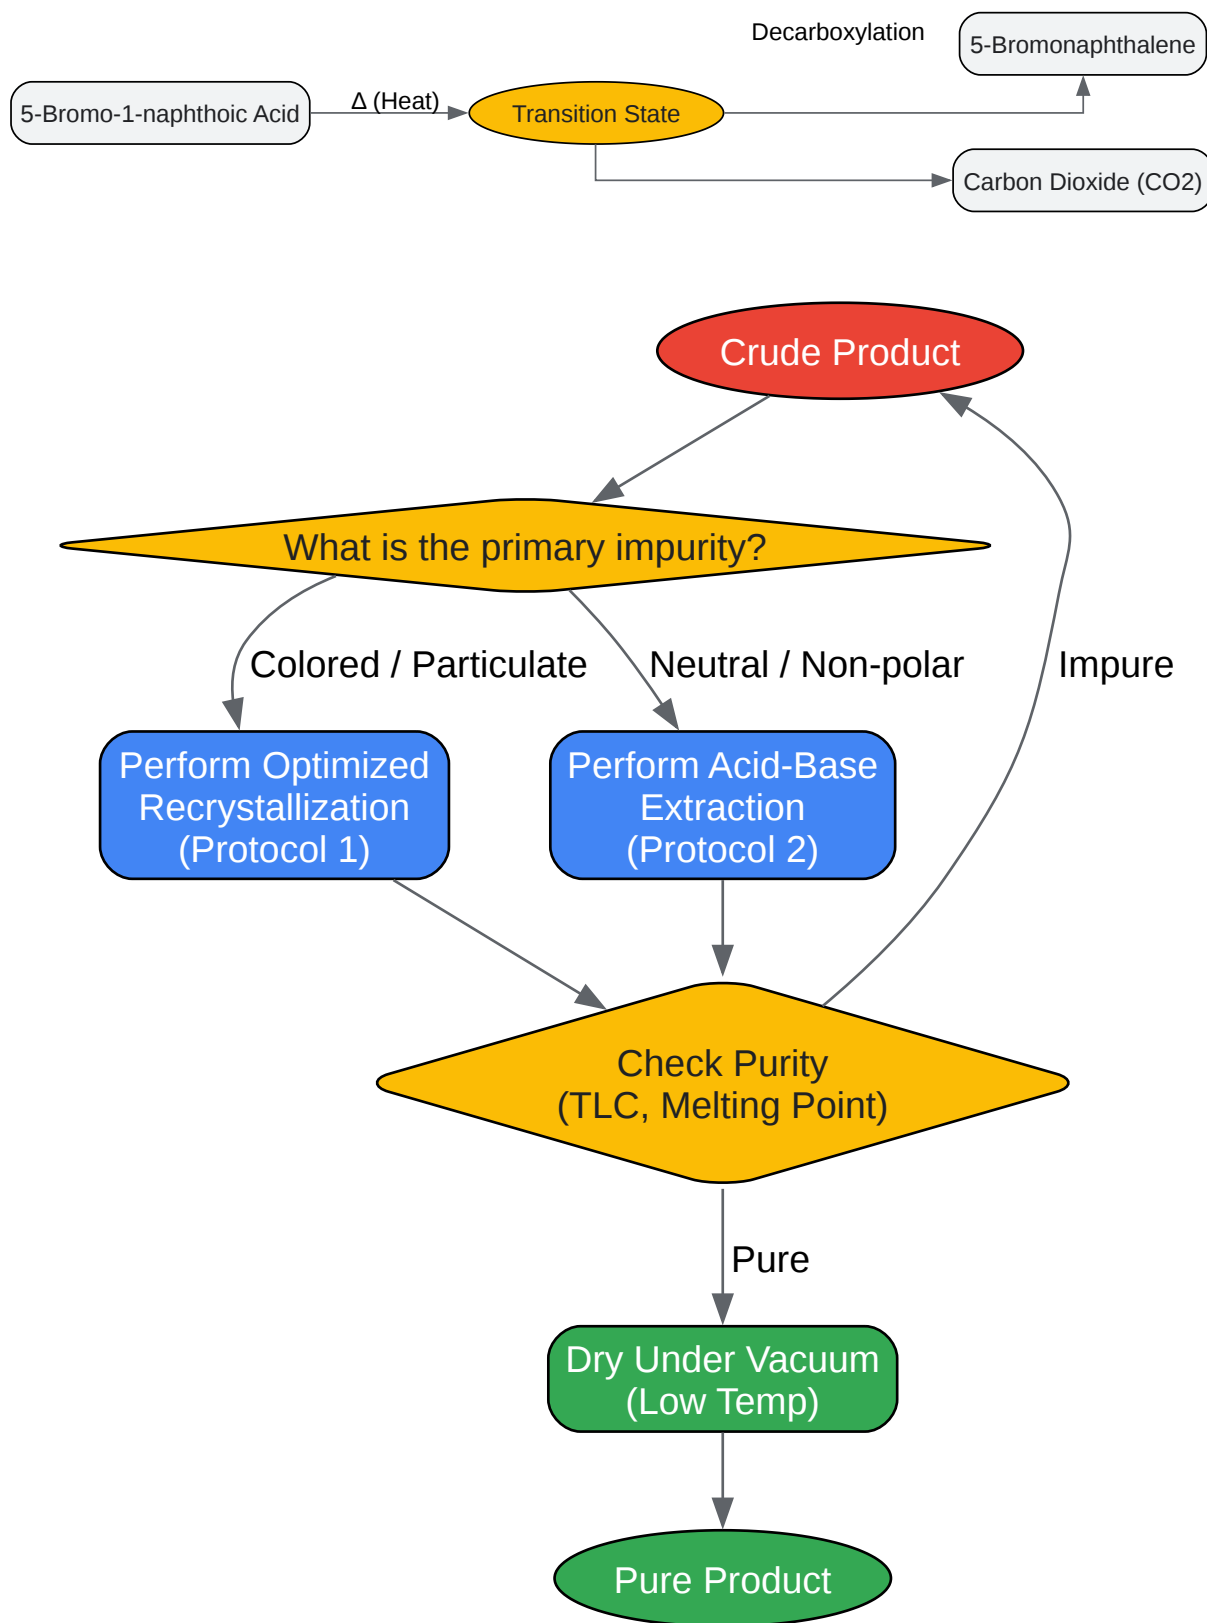 Decarboxylation
5-Bromonaphthalene
5-Bromo-1-naphthoic Acid
Δ (Heat)
Transition State
Carbon Dioxide (CO2)
Crude Product
What is the primary impurity?
Colored / Particulate
Neutral / Non-polar
Impure
Perform Optimized
Recrystallization
(Protocol 1)
Perform Acid-Base
Extraction
(Protocol 2)
Check Purity
(TLC, Melting Point)
Pure
Dry Under Vacuum
(Low Temp)
Pure Product